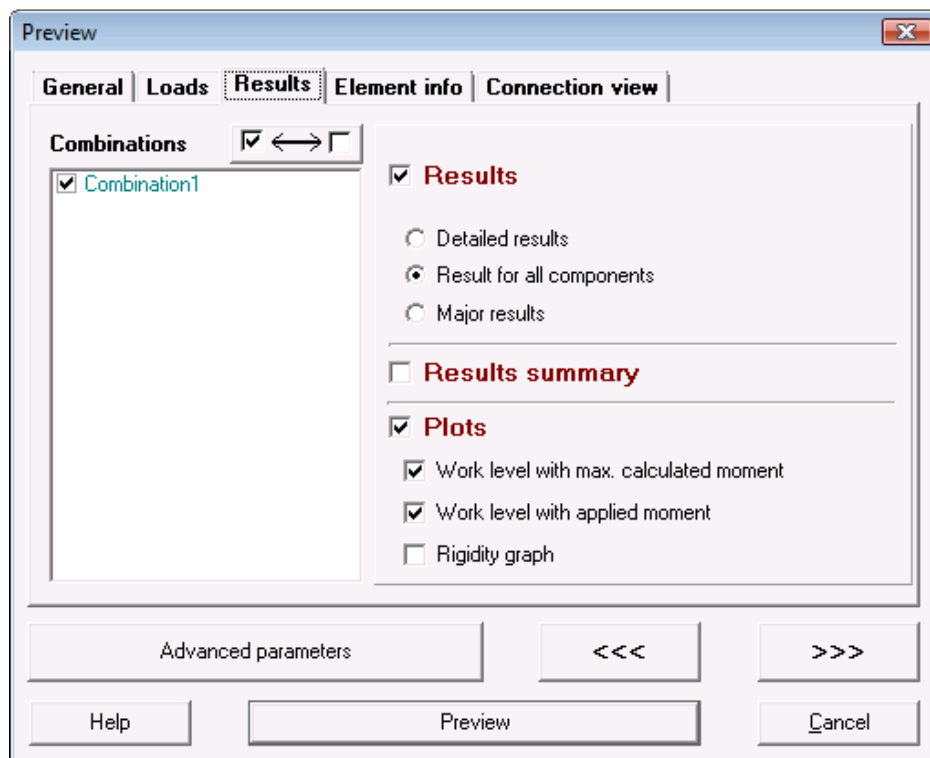 Preview
General Loads Results Element info Connection view
Combinations
Combination1
Results
Detailed results
Result for all components
Major results
Results summary
Plots
Work level with max. calculated moment
Work level with applied moment
Rigidity graph
Advanced parameters <<< >>>
Help Preview Cancel